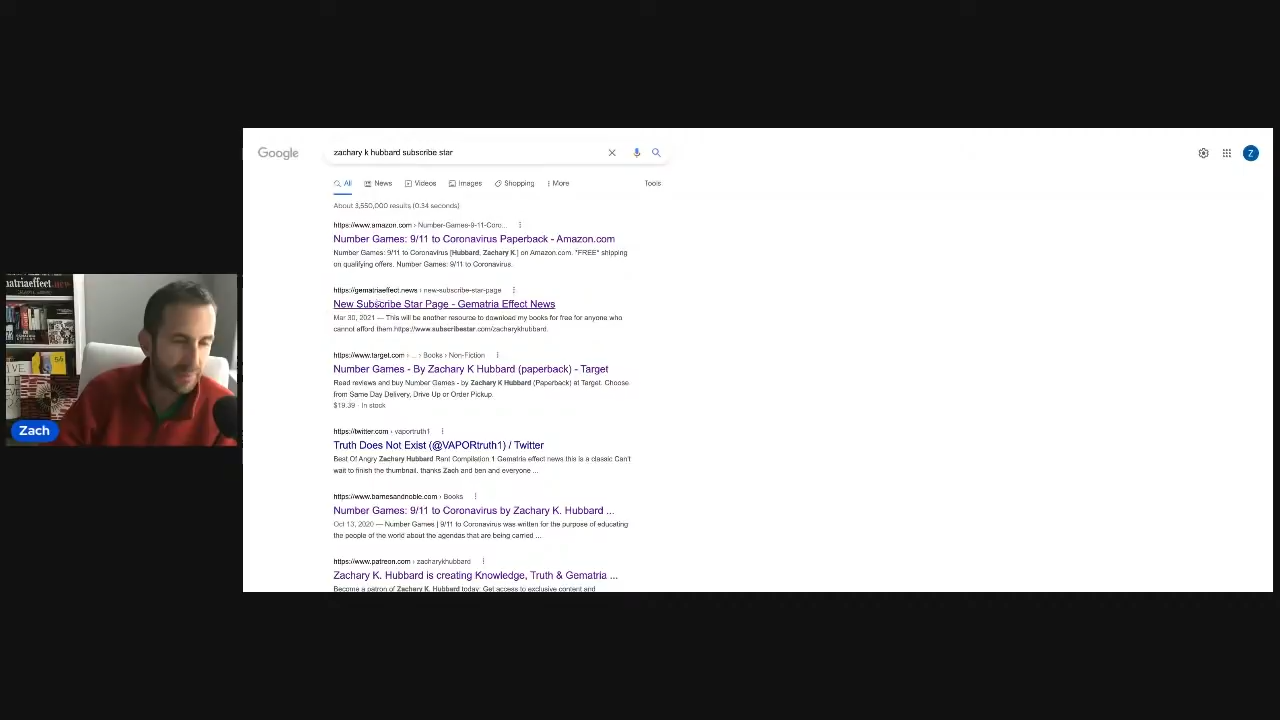 Google
zachary k hubbard subscribe star
Z
All News Videos Images Shopping More Tools
About 3,550,000 results (0.34 seconds)
https://www.amazon.com › Number-Games-9-11-Coro...
Number Games: 9/11 to Coronavirus Paperback - Amazon.com
Number Games: 9/11 to Coronavirus [Hubbard, Zachary K.] on Amazon.com. *FREE* shipping
on qualifying offers. Number Games: 9/11 to Coronavirus.
https://gematriaeffect.news › new-subscribe-star-page
New Subscribe Star Page - Gematria Effect News
Mar 30, 2021 — This will be another resource to download my books for free for anyone who
cannot afford them https://www.subscribestar.com/zacharykhubbard.
https://www.target.com › ... › Books › Non-Fiction
Number Games - By Zachary K Hubbard (paperback) - Target
Read reviews and buy Number Games - by Zachary K Hubbard (Paperback) at Target. Choose
from Same Day Delivery, Drive Up or Order Pickup.
$19.39 · In stock
https://twitter.com › vaportruth1
Truth Does Not Exist (@VAPORtruth1) / Twitter
Best Of Angry Zachary Hubbard Rant Compilation 1 Gematria effect news this is a classic Can't
wait to finish the thumbnail. thanks Zach and ben and everyone ...
https://www.barnesandnoble.com › Books
Number Games: 9/11 to Coronavirus by Zachary K. Hubbard ...
Oct 13, 2020 — Number Games | 9/11 to Coronavirus was written for the purpose of educating
the people of the world about the agendas that are being carried ...
https://www.patreon.com › zacharykhubbard
Zachary K. Hubbard is creating Knowledge, Truth & Gematria ...
Become a patron of Zachary K. Hubbard today: Get access to exclusive content and
Zach